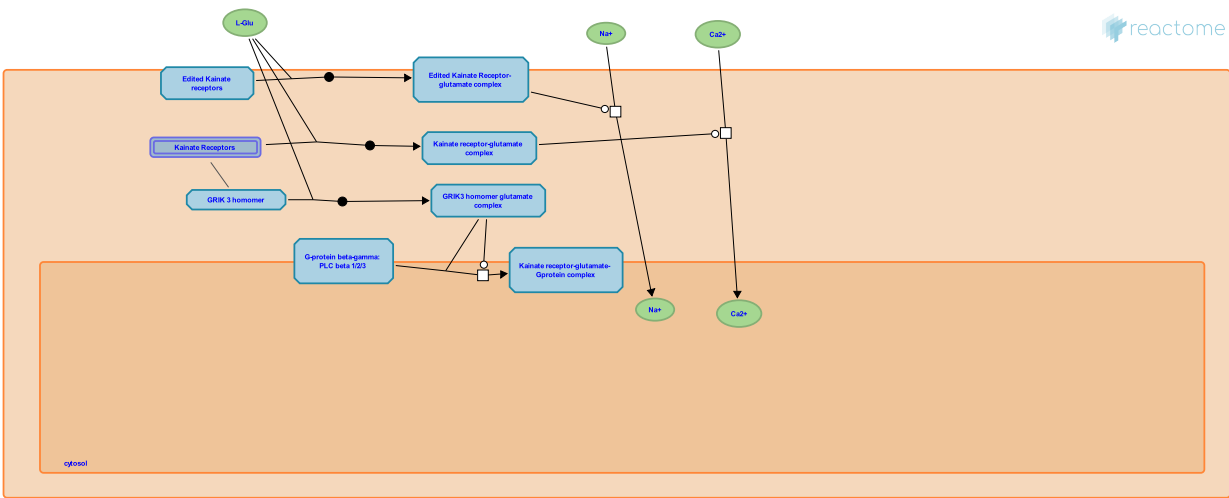 L-Glu
Na+
Ca2+
reactome
Edited Kainate
receptors
Edited Kainate Receptor-
glutamate complex
Kainate Receptors
Kainate receptor-glutamate
complex
GRIK 3 homomer
GRIK3 homomer glutamate
complex
G-protein beta-gamma:
PLC beta 1/2/3
Kainate receptor-glutamate-
Gprotein complex
Na+
Ca2+
cytosol